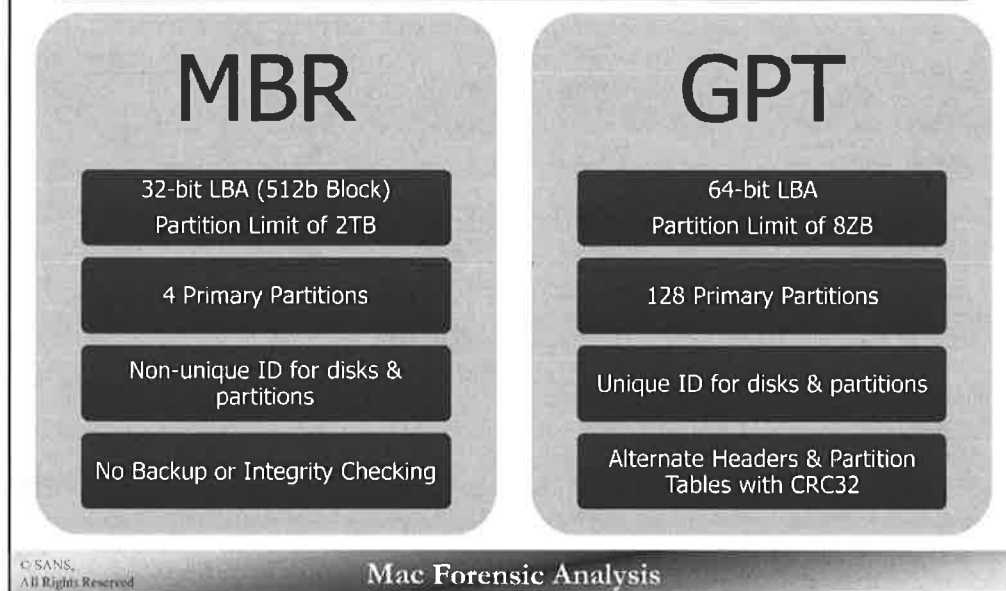 MBR
32-bit LBA (512b Block)
Partition Limit of 2TB
4 Primary Partitions
Non-unique ID for disks &
partitions
No Backup or Integrity Checking
GPT
64-bit LBA
Partition Limit of 8ZB
128 Primary Partitions
Unique ID for disks & partitions
Alternate Headers & Partition
Tables with CRC32
© SANS,
All Rights Reserved
Mac Forensic Analysis